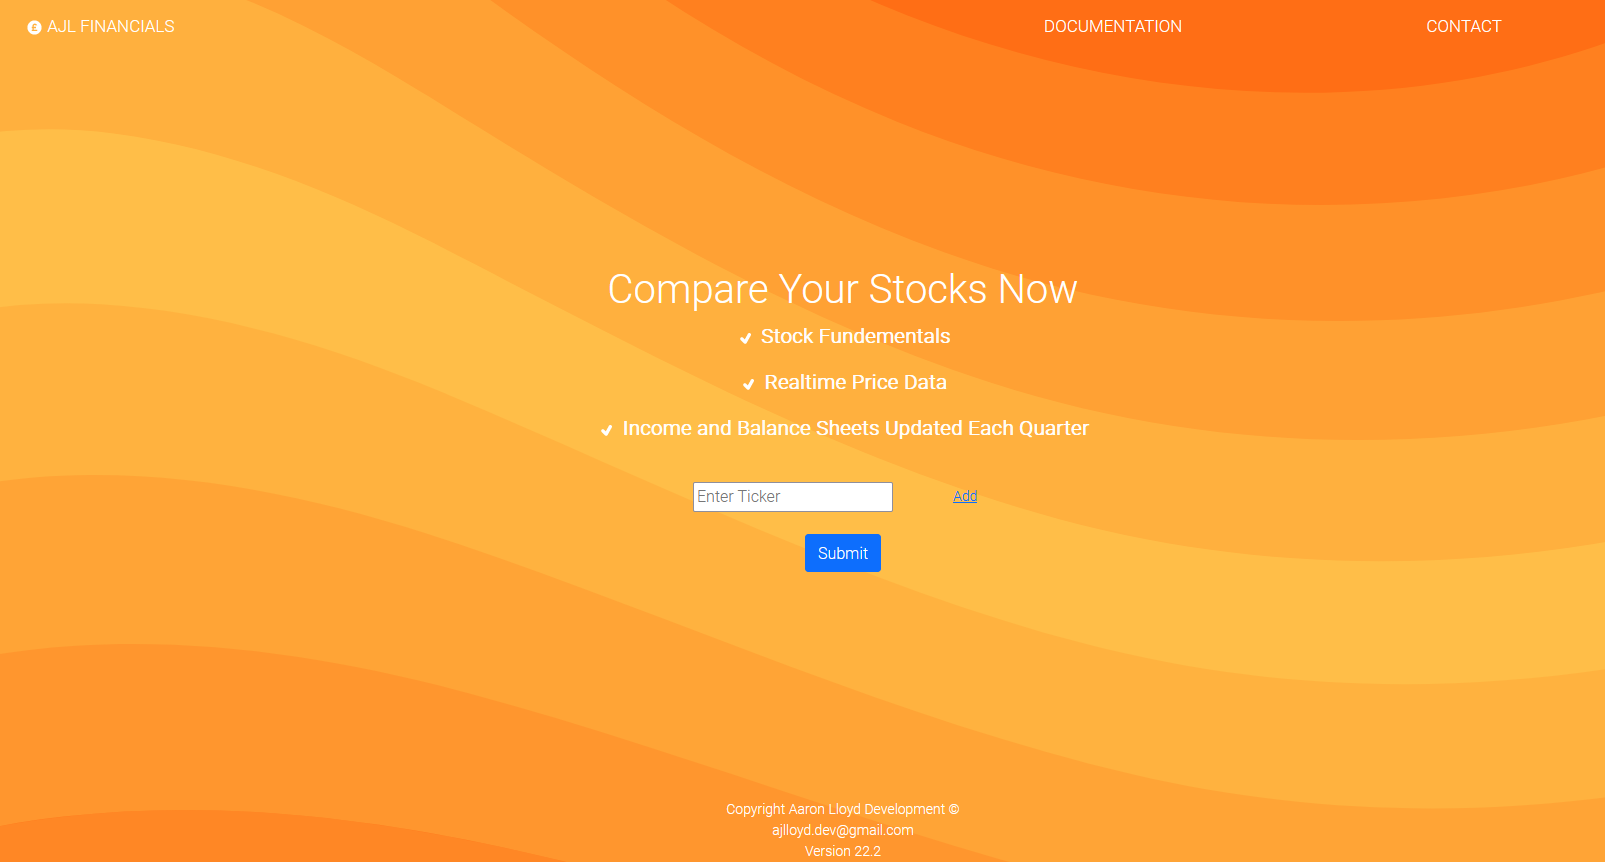 AJL FINANCIALS
DOCUMENTATION
CONTACT
Compare Your Stocks Now
Stock Fundementals
Realtime Price Data
Income and Balance Sheets Updated Each Quarter
Enter Ticker
Add
Submit
Copyright Aaron Lloyd Development ©
ajlloyd.dev@gmail.com
Version 22.2